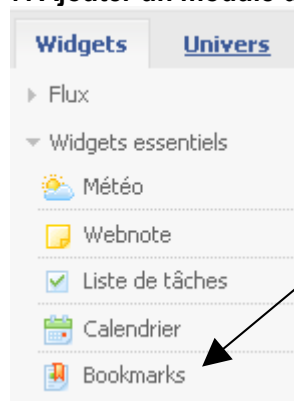 Widgets Univers
Flux
Widgets essentiels
Météo
Webnote
Liste de tâches
Calendrier
Bookmarks